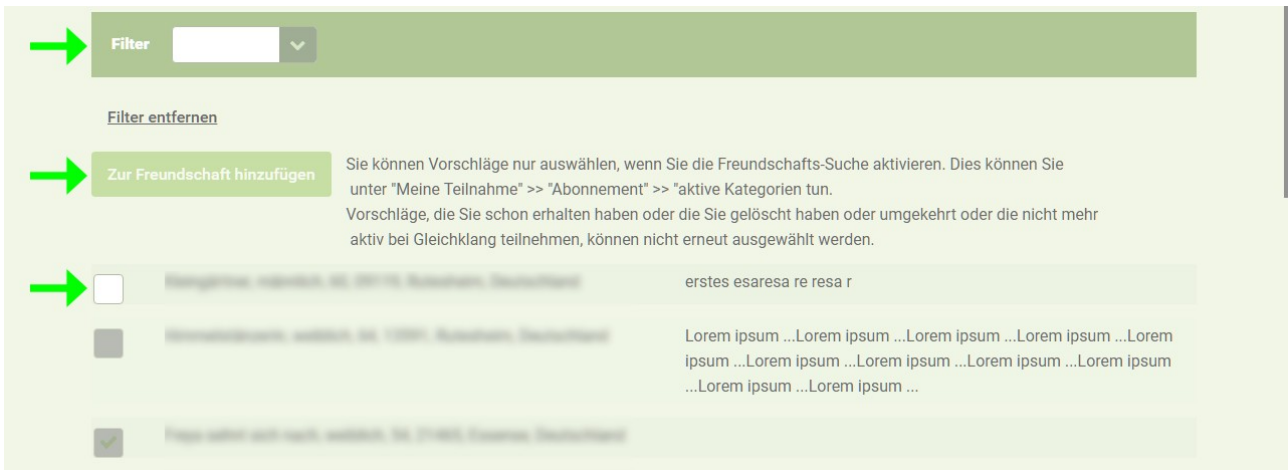 Filter
Filter entfernen
Zur Freundschaft hinzufügen
Sie können Vorschläge nur auswählen, wenn Sie die Freundschafts-Suche aktivieren. Dies können Sie
unter "Meine Teilnahme" >> "Abonnement" >> "aktive Kategorien tun.
Vorschläge, die Sie schon erhalten haben oder die Sie gelöscht haben oder umgekehrt oder die nicht mehr
aktiv bei Gleichklang teilnehmen, können nicht erneut ausgewählt werden.
erstes esaresa re resa r
Lorem ipsum ...Lorem ipsum ...Lorem ipsum ...Lorem ipsum ...Lorem
ipsum ...Lorem ipsum ...Lorem ipsum ...Lorem ipsum ...Lorem ipsum
...Lorem ipsum ...Lorem ipsum ...